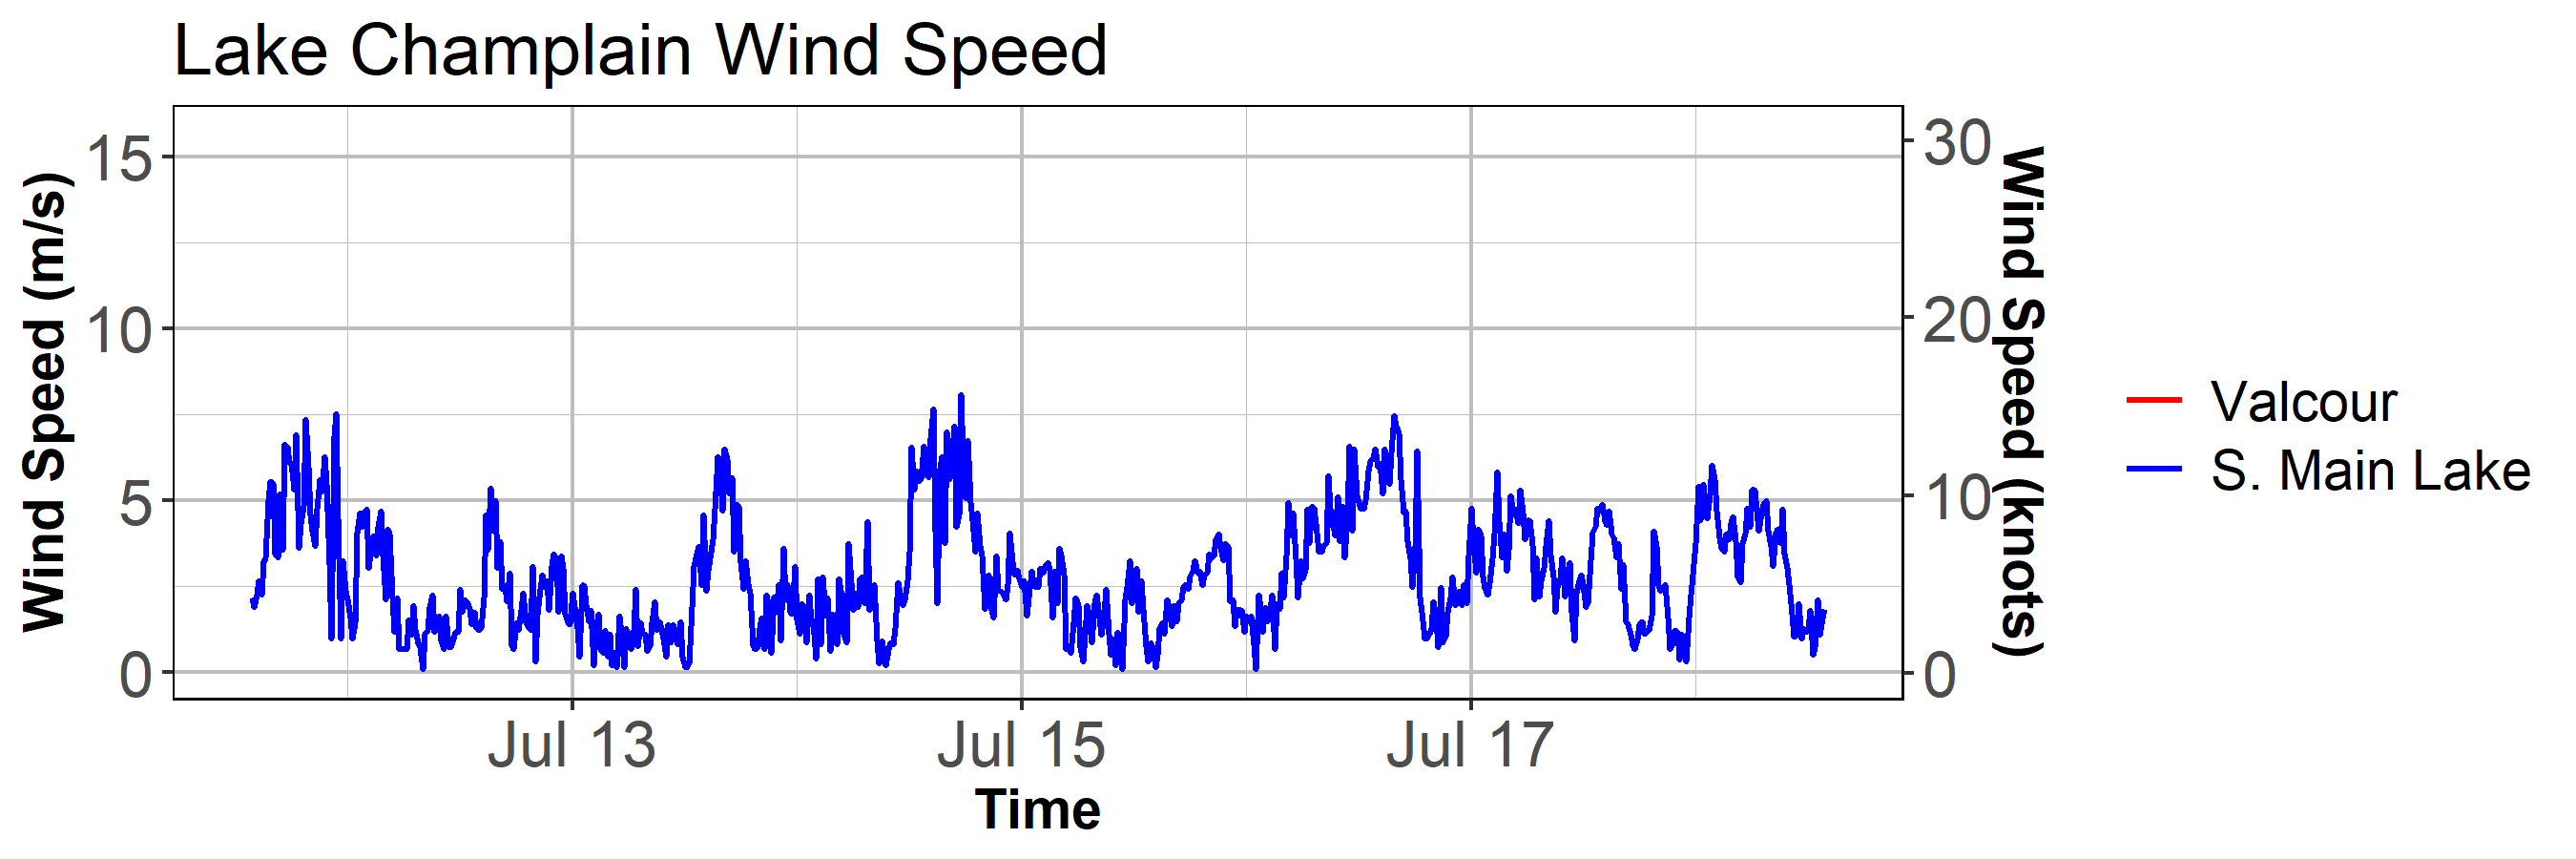 Lake Champlain Wind Speed
Wind Speed (m/s)
15
10
5
0
30
20
10
0
Wind Speed (knots)
Jul 13
Jul 15
Jul 17
Time
Valcour
S. Main Lake